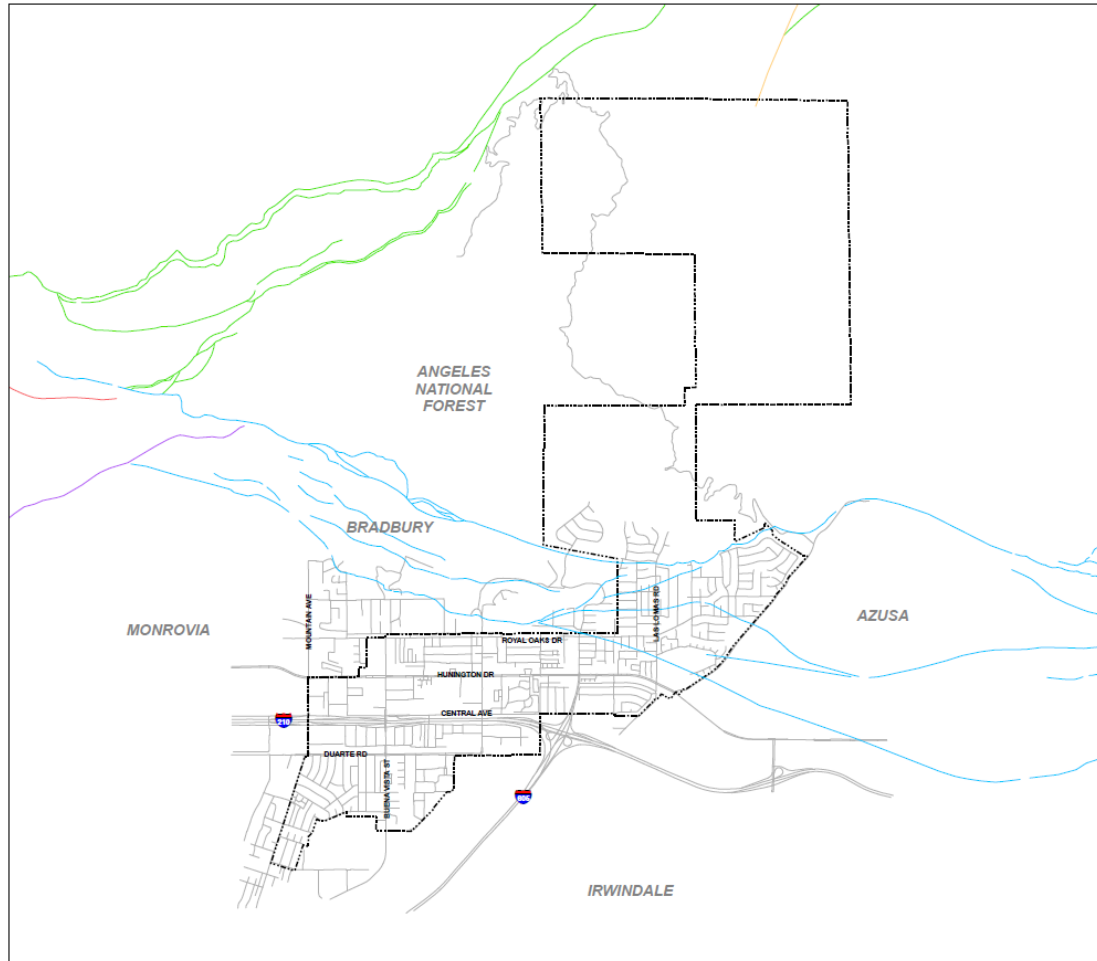 ANGELES
NATIONAL
FOREST
BRADBURY
MONROVIA
MOUNTAIN AVE
LAS LOMAS RD
AZUSA
ROYAL OAKS DR
HUNINGTON DR
CENTRAL AVE
210
DUARTE RD
BUENA VISTA ST
605
IRWINDALE